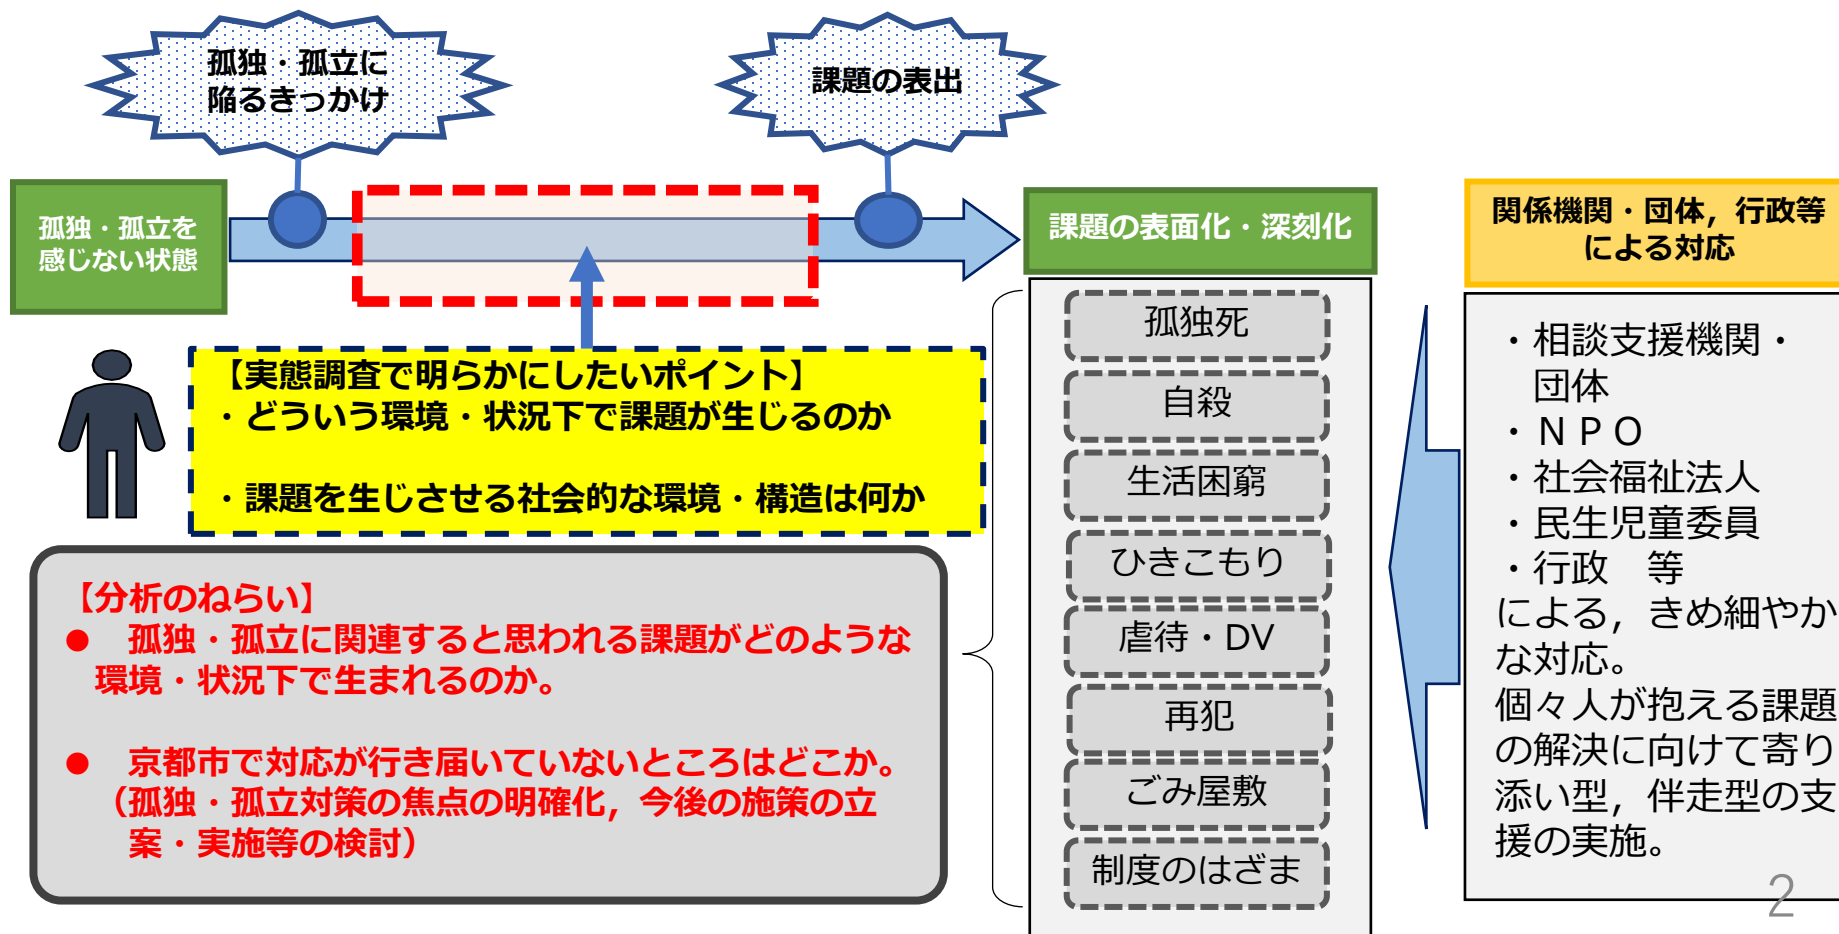 孤独・孤立に
陥るきっかけ
課題の表出
孤独・孤立を
感じない状態
課題の表面化・深刻化
関係機関・団体，行政等
による対応
【実態調査で明らかにしたいポイント】
・どういう環境・状況下で課題が生じるのか
・課題を生じさせる社会的な環境・構造は何か
【分析のねらい】
●　孤独・孤立に関連すると思われる課題がどのような
環境・状況下で生まれるのか。
●　京都市で対応が行き届いていないところはどこか。
（孤独・孤立対策の焦点の明確化，今後の施策の立
案・実施等の検討）
孤独死
自殺
生活困窮
ひきこもり
虐待・DV
再犯
ごみ屋敷
制度のはざま
・相談支援機関・
団体
・ＮＰＯ
・社会福祉法人
・民生児童委員
・行政　等
による，きめ細やか
な対応。
個々人が抱える課題
の解決に向けて寄り
添い型，伴走型の支
援の実施。
2